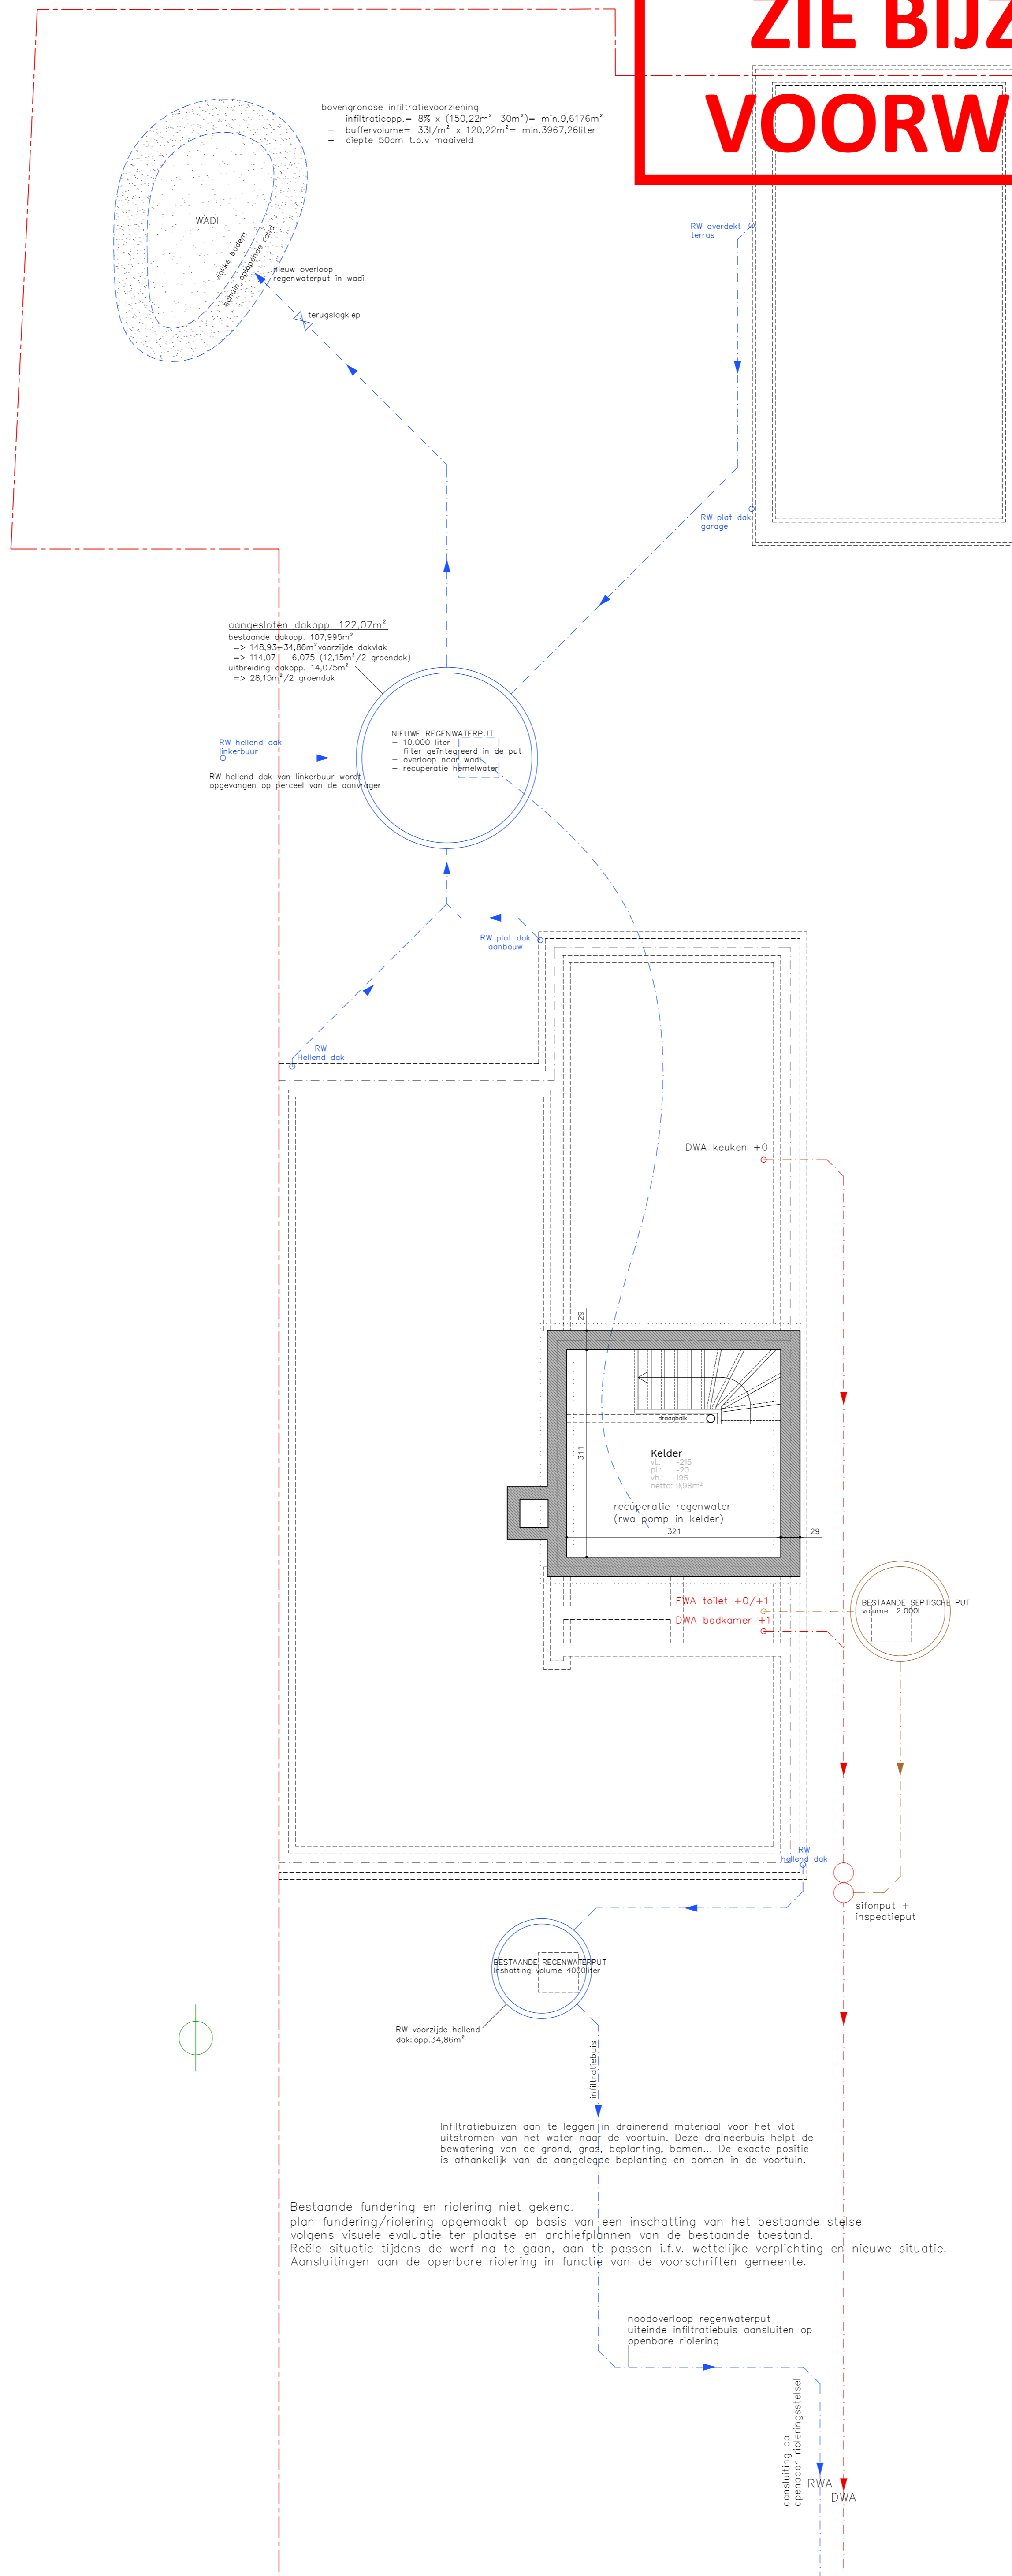 ZIE BIJZ
VOORW
bovengrondse infiltratievoorziening
- infiltratieopp.= 8% x (150,22m²-30m²)= min.9,6176m²
- buffervolume= 33l/m² x 120,22m²= min.3967,26liter
- diepte 50cm t.o.v maaiveld
WADI
vlakke bodem
schuin oplopende rand
nieuw overloop
regenwaterput in wadi
terugslagklep
RW overdekt
terras
RW plat dak
garage
aangesloten dakopp. 122,07m²
bestaande dakopp. 107,995m²
=> 148,93-34,86m²voorzijde dakvlak
=> 114,07 - 6,075 (12,15m²/2 groendak)
uitbreiding dakopp. 14,075m²
=> 28,15m²/2 groendak
NIEUWE REGENWATERPUT
- 10.000 liter
- filter geïntegreerd in de put
- overloop naar wadi
- recuperatie hemelwater
RW hellend dak
linkerbuur
RW hellend dak van linkerbuur wordt
opgevangen op perceel van de aanvrager
RW plat dak
aanbouw
RW
Hellend dak
DWA keuken +0
29
draagbalk
311
Kelder
vl.: -215
pl.: -20
vh.: 195
netto: 9,98m²
recuperatie regenwater
(rwa pomp in kelder)
321
29
FWA toilet +0/+1
DWA badkamer +1
BESTAANDE SEPTISCHE PUT
volume: 2.000L
RW
hellend dak
sifonput +
inspectieput
BESTAANDE REGENWATERPUT
Inshatting volume 4000liter
RW voorzijde hellend
dak: opp.34,86m²
infiltratiebuis
Infiltratiebuizen aan te leggen in drainerend materiaal voor het vlot
uitstromen van het water naar de voortuin. Deze draineerbuis helpt de
bewatering van de grond, gras, beplanting, bomen... De exacte positie
is afhankelijk van de aangelegde beplanting en bomen in de voortuin.
Bestaande fundering en riolering niet gekend.
plan fundering/riolering opgemaakt op basis van een inschatting van het bestaande stelsel
volgens visuele evaluatie ter plaatse en archiefplannen van de bestaande toestand.
Reële situatie tijdens de werf na te gaan, aan te passen i.f.v. wettelijke verplichting en nieuwe situatie.
Aansluitingen aan de openbare riolering in functie van de voorschriften gemeente.
noodoverloop regenwaterput
uiteinde infiltratiebuis aansluiten op
openbare riolering
aansluiting op
openbaar rioleringsstelsel
RWA
DWA